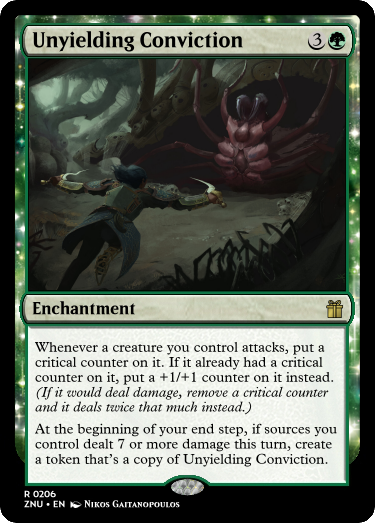 Unyielding Conviction 3
Enchantment
Whenever a creature you control attacks, put a
critical counter on it. If it already had a critical
counter on it, put a +1/+1 counter on it instead.
(If it would deal damage, remove a critical counter
and it deals twice that much instead.)
At the beginning of your end step, if sources you
control dealt 7 or more damage this turn, create
a token that's a copy of Unyielding Conviction.
R 0206
ZNU • EN Nikos Gaitanopoulos